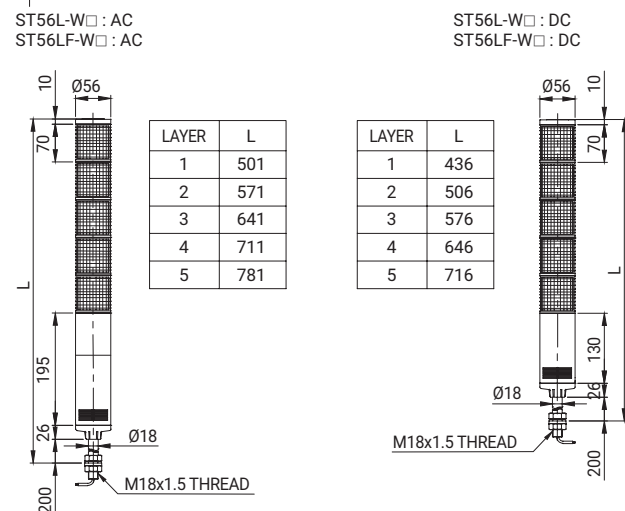 ST56L-W□ : AC
ST56LF-W□ : AC
ST56L-W□ : DC
ST56LF-W□ : DC
10
Ø56
70
L
195
26
200
Ø18
M18x1.5 THREAD
LAYER L
1 501
2 571
3 641
4 711
5 781
LAYER L
1 436
2 506
3 576
4 646
5 716
Ø56
10
70
L
130
26
200
Ø18
M18x1.5 THREAD